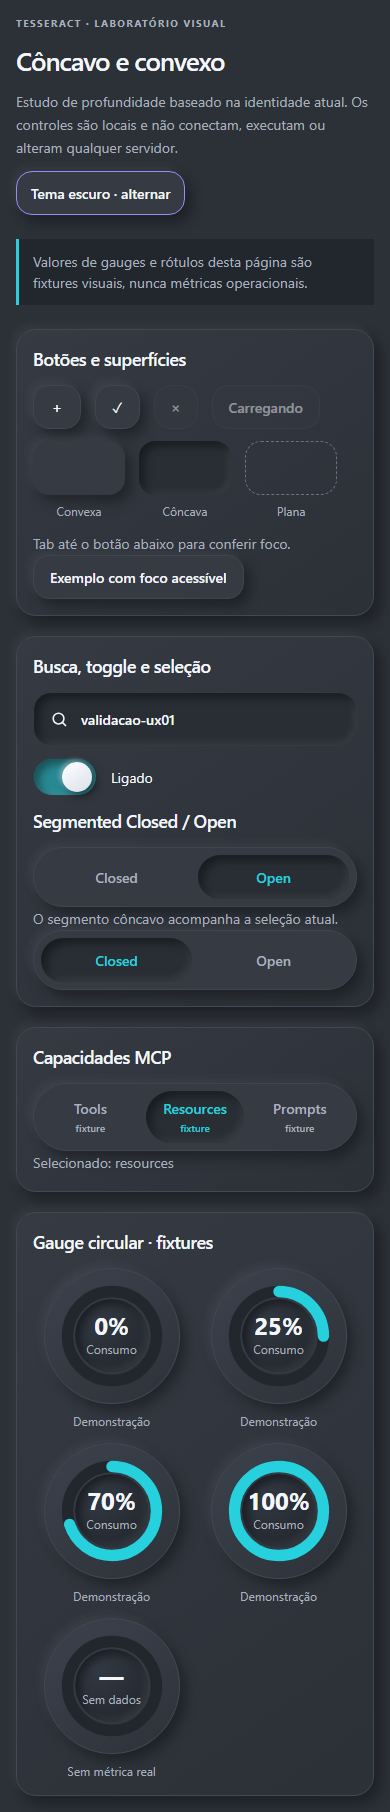 TESSERACT · LABORATÓRIO VISUAL
Côncavo e convexo
Estudo de profundidade baseado na identidade atual. Os
controles são locais e não conectam, executam ou
alteram qualquer servidor.
Tema escuro · alternar
Valores de gauges e rótulos desta página são
fixtures visuais, nunca métricas operacionais.
Botões e superfícies
+ ✓ × Carregando
Convexa Côncava Plana
Tab até o botão abaixo para conferir foco.
Exemplo com foco acessível
Busca, toggle e seleção
validacao-ux01
Ligado
Segmented Closed / Open
Closed Open
O segmento côncavo acompanha a seleção atual.
Closed Open
Capacidades MCP
Tools Resources Prompts
fixture fixture fixture
Selecionado: resources
Gauge circular · fixtures
0% 25%
Consumo Consumo
Demonstração Demonstração
70% 100%
Consumo Consumo
Demonstração Demonstração
—
Sem dados
Sem métrica real